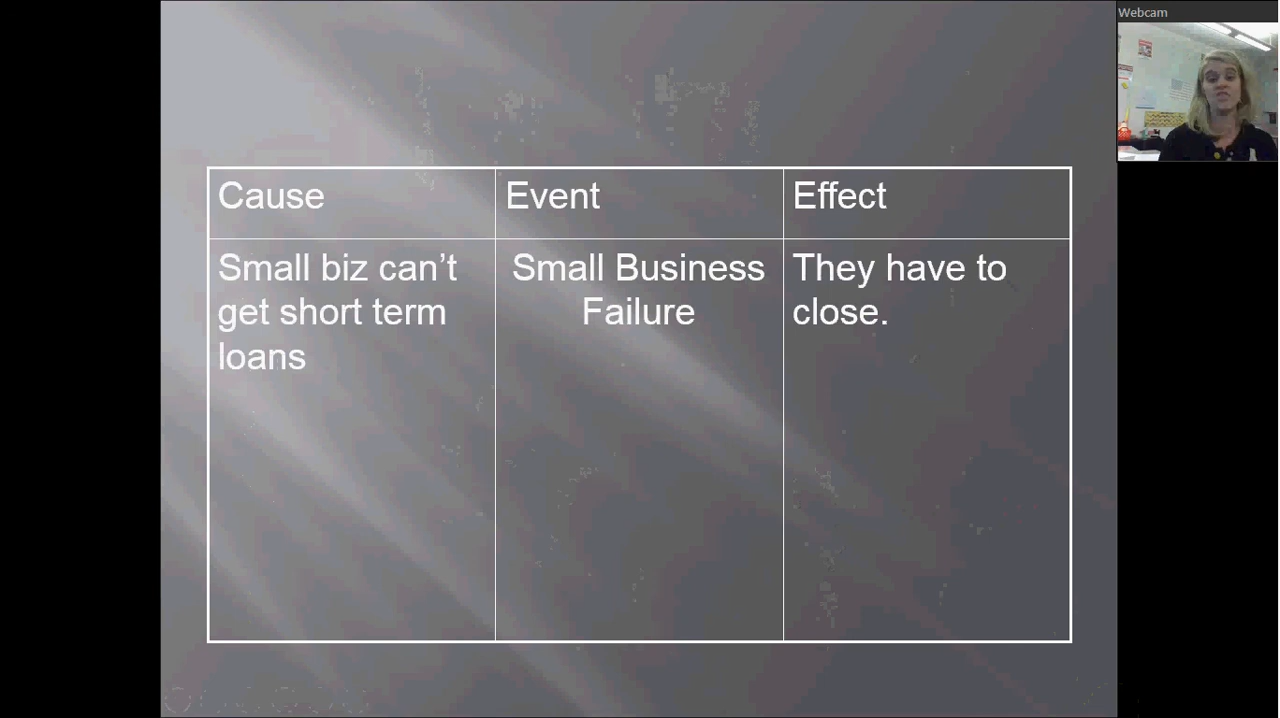 Webcam
Cause
Event
Effect
Small biz can’t
get short term
loans
Small Business
Failure
They have to
close.